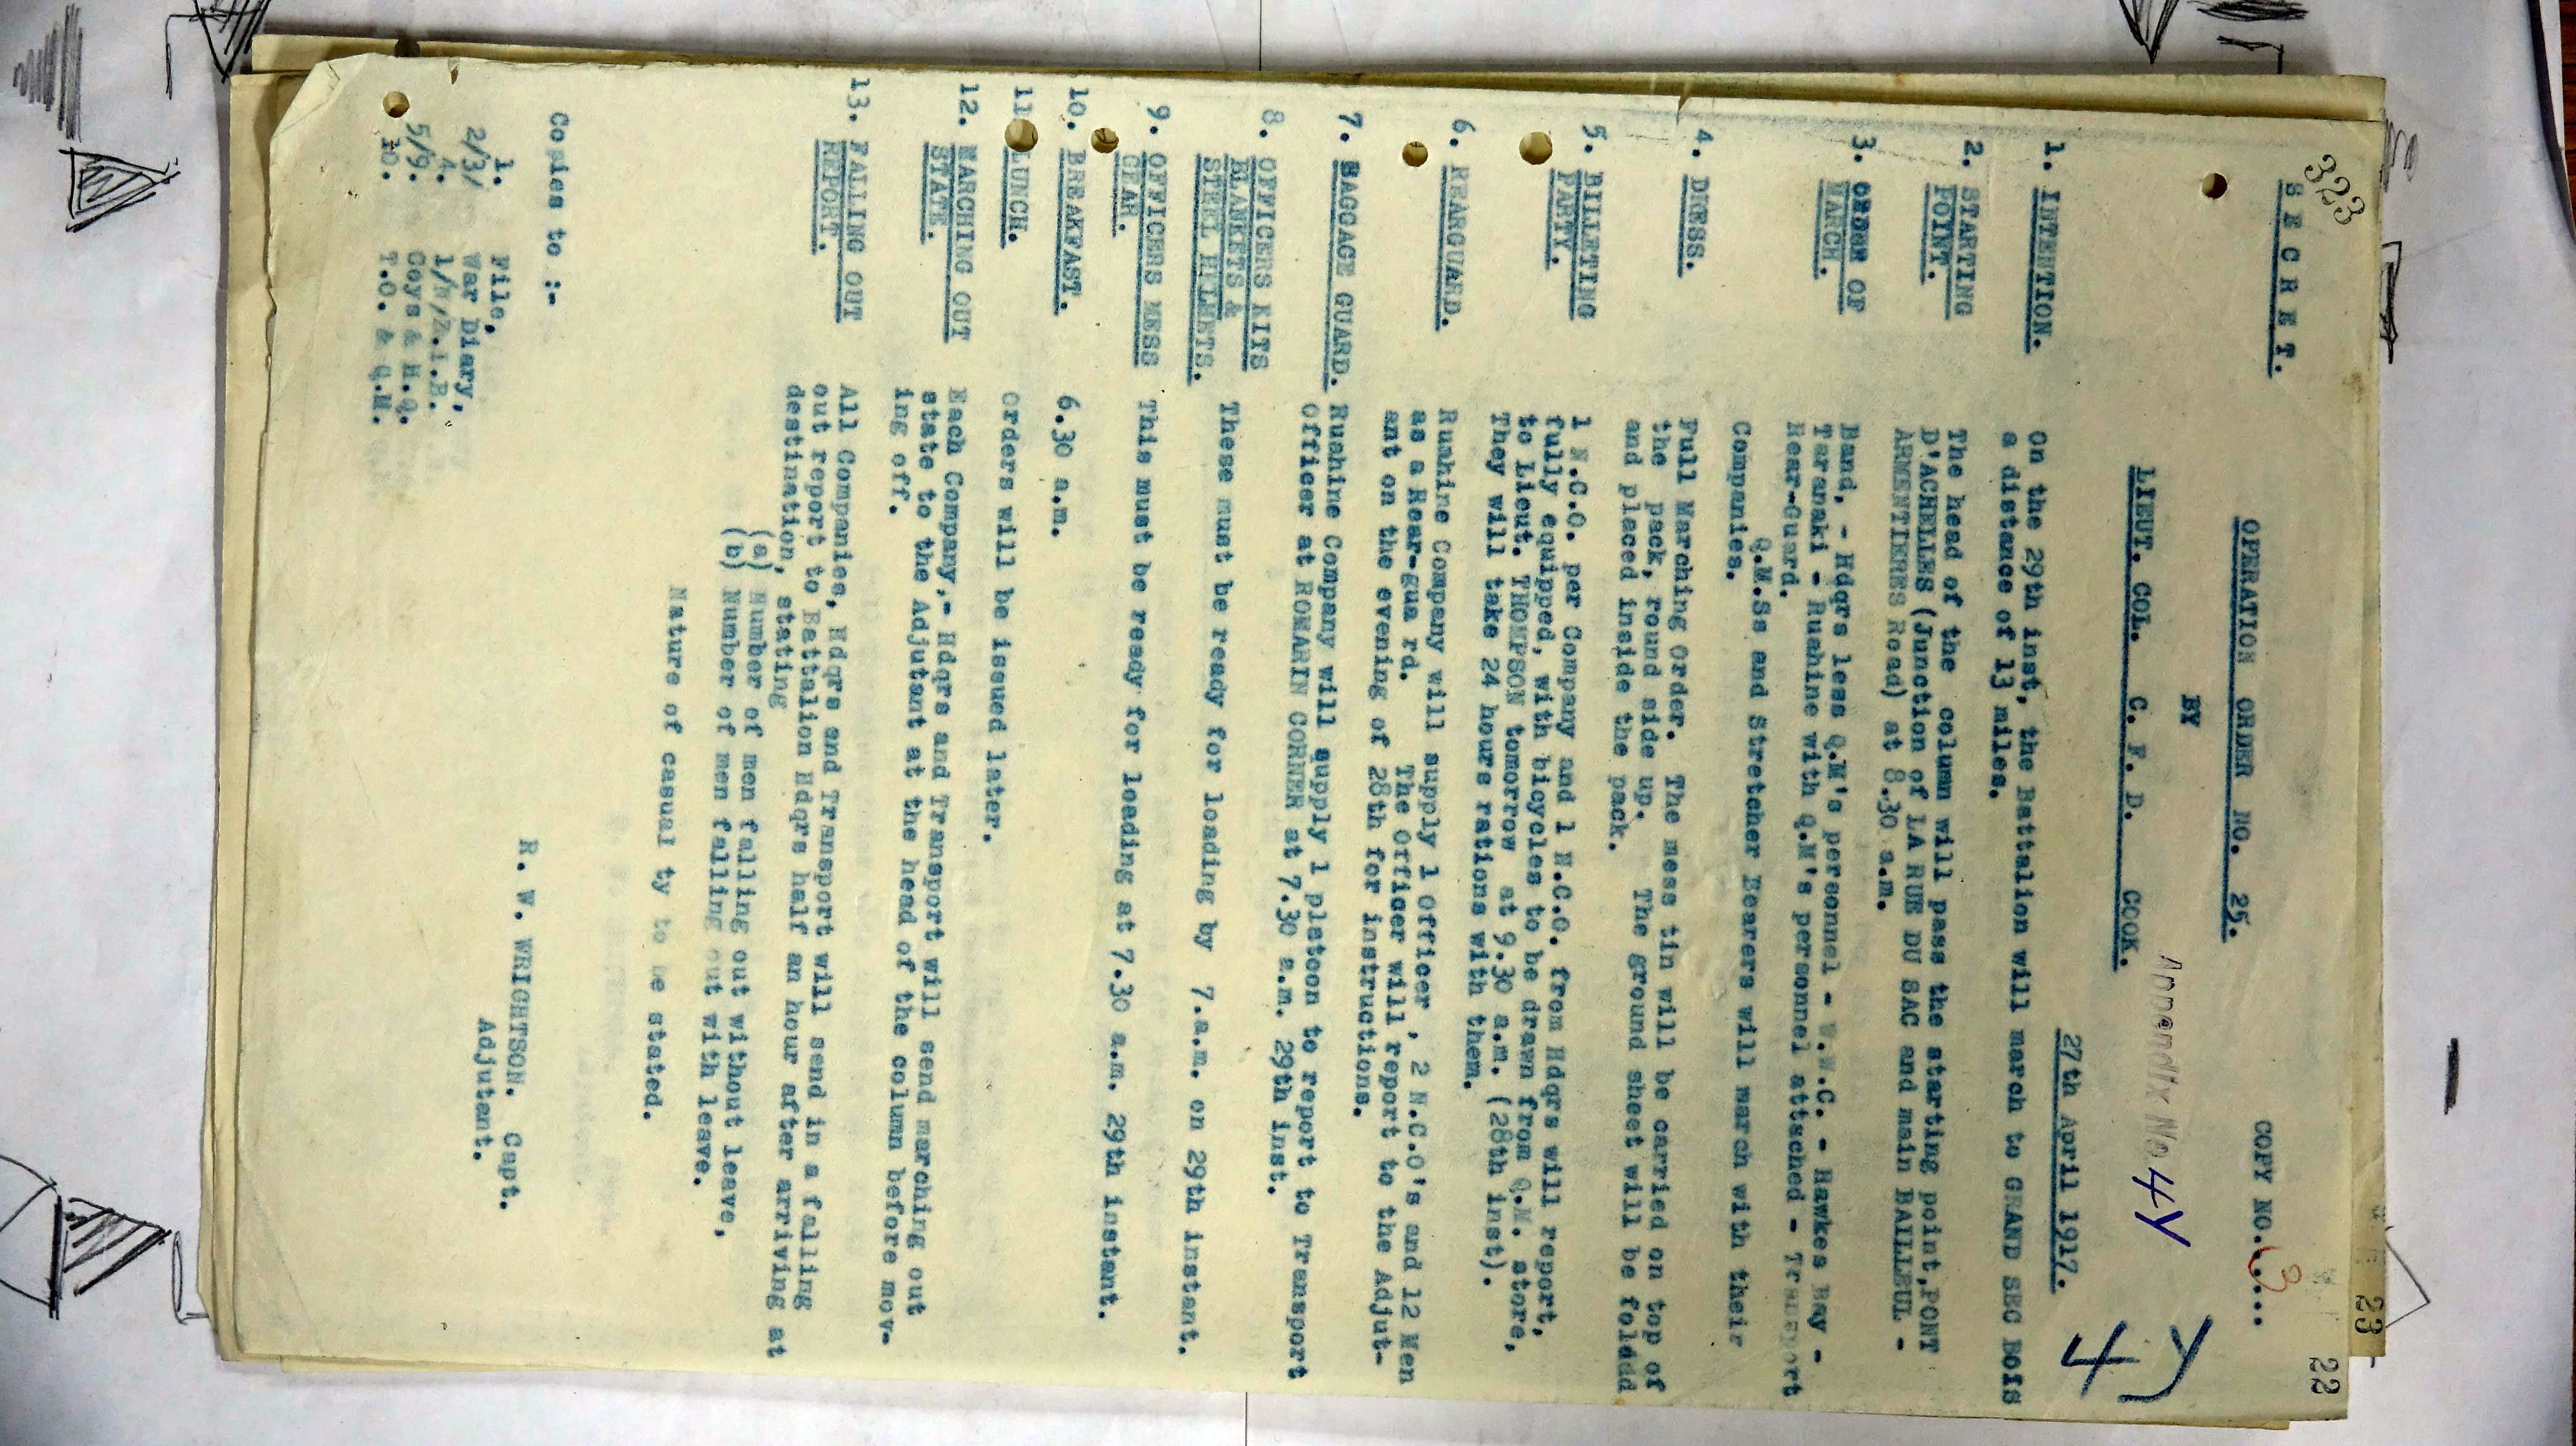 323
S E C R E T.
COPY NO. 3....
OPERATION ORDER NO. 25.
BY
LIEUT. COL. C. F. D. COOK.
Appendix No. 4Y
4Y
23
22
27th April 1917.
1. INTENTION. On the 29th inst, the Battalion will march to GRAND SEC BOIS
a distance of 13 miles.
2. STARTING The head of the column will pass the starting point, PONT
POINT. D'ACHELLES (Junction of LA RUE DU SAC and main BAILLEUL -
ARMENTIERES Road) at 8.30 a.m.
3. ORDER OF Band, - Hdqrs less Q.M's personnel - W.W.C. - Hawkes Bay -
MARCH. Taranaki - Ruahine with Q.M's personnel attached - Transport
Rear-Guard.
Q.M.Ss and Stretcher Bearers will march with their
Companies.
4. DRESS. Full Marching Order. The mess tin will be carried on top of
the pack, round side up. The ground sheet will be folded
and placed inside the pack.
5. BILLETING 1 N.C.O. per Company and 1 N.C.O. from Hdqrs will report,
PARTY. fully equipped, with bicycles to be drawn from Q.M. store,
to Lieut. THOMPSON tomorrow at 9.30 a.m. (28th inst).
They will take 24 hours rations with them.
6. REARGUARD. Ruahine Company will supply 1 Officer , 2 N.C.O's and 12 Men
as a Rear-gua rd. The Officer will report to the Adjut-
ant on the evening of 28th for instructions.
7. BAGGAGE GUARD. Ruahine Company will supply 1 platoon to report to Transport
Officer at ROMARIN CORNER at 7.30 a.m. 29th inst.
8. OFFICERS KITS
BLANKETS & These must be ready for loading by 7.a.m. on 29th instant.
STEEL HELMETS.
9. OFFICERS MESS This must be ready for loading at 7.30 a.m. 29th instant.
GEAR.
10. BREAKFAST. 6.30 a.m.
11 LUNCH. Orders will be issued later.
12. MARCHING OUT Each Company,- Hdqrs and Transport will send marching out
STATE. state to the Adjutant at the head of the column before mov-
ing off.
13. FALLING OUT All Companies, Hdqrs and Transport will send in a falling
REPORT. out report to Battalion Hdqrs half an hour after arriving at
destination, stating
(a) Number of men falling out without leave,
(b) Number of men falling out with leave.
Nature of casual ty to be stated.
Copies to :-
R. W. WRIGHTSON. Capt.
Adjutant.
1. File,
2/3/ War Diary,
4. 1/N/Z.I.B.
5/9. Coys & H.Q.
10. T.O. & Q.M.